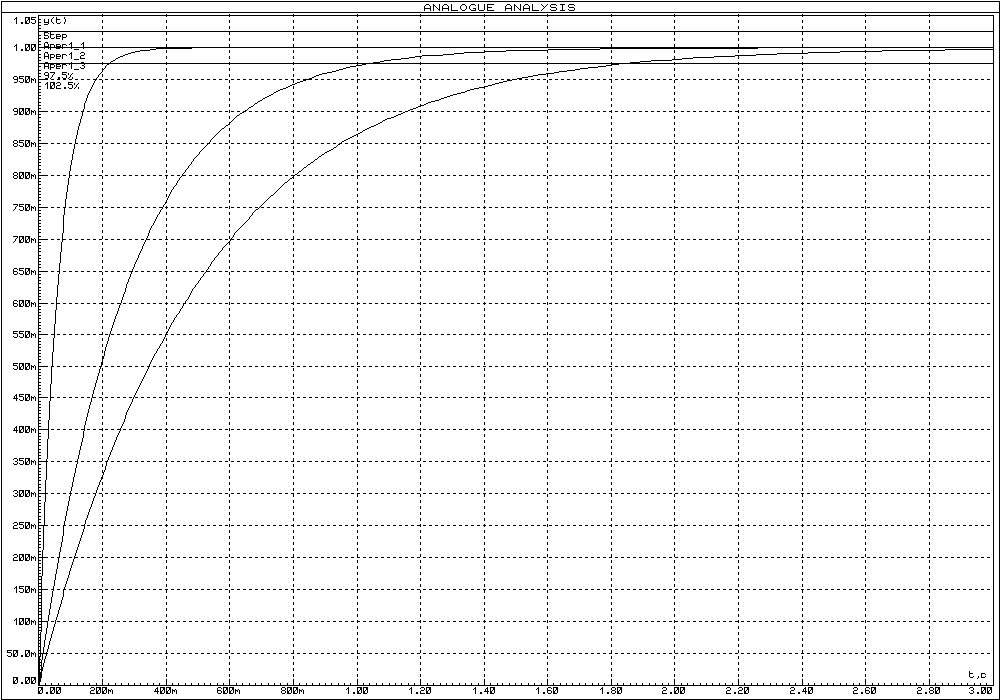 ANALOGUE ANALYSIS
1.05 y(t)
Step
1.00 Aper1_1
Aper1_2
Aper1_3
97.5%
950m
102.5%
900m
850m
800m
750m
700m
650m
600m
550m
500m
450m
400m
350m
300m
250m
200m
150m
100m
50.0m
t,c
0.00
0.00 200m 400m 600m 800m 1.00 1.20 1.40 1.60 1.80 2.00 2.20 2.40 2.60 2.80 3.00